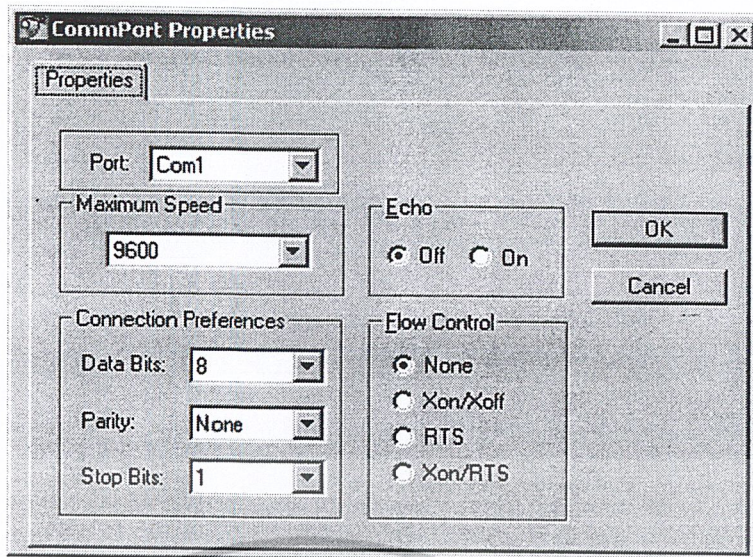 CommPort Properties
Properties
Port: Com1
Maximum Speed
9600
Echo
Off On
OK
Cancel
Connection Preferences
Data Bits: 8
Parity: None
Stop Bits: 1
Flow Control
None
Xon/Xoff
RTS
Xon/RTS